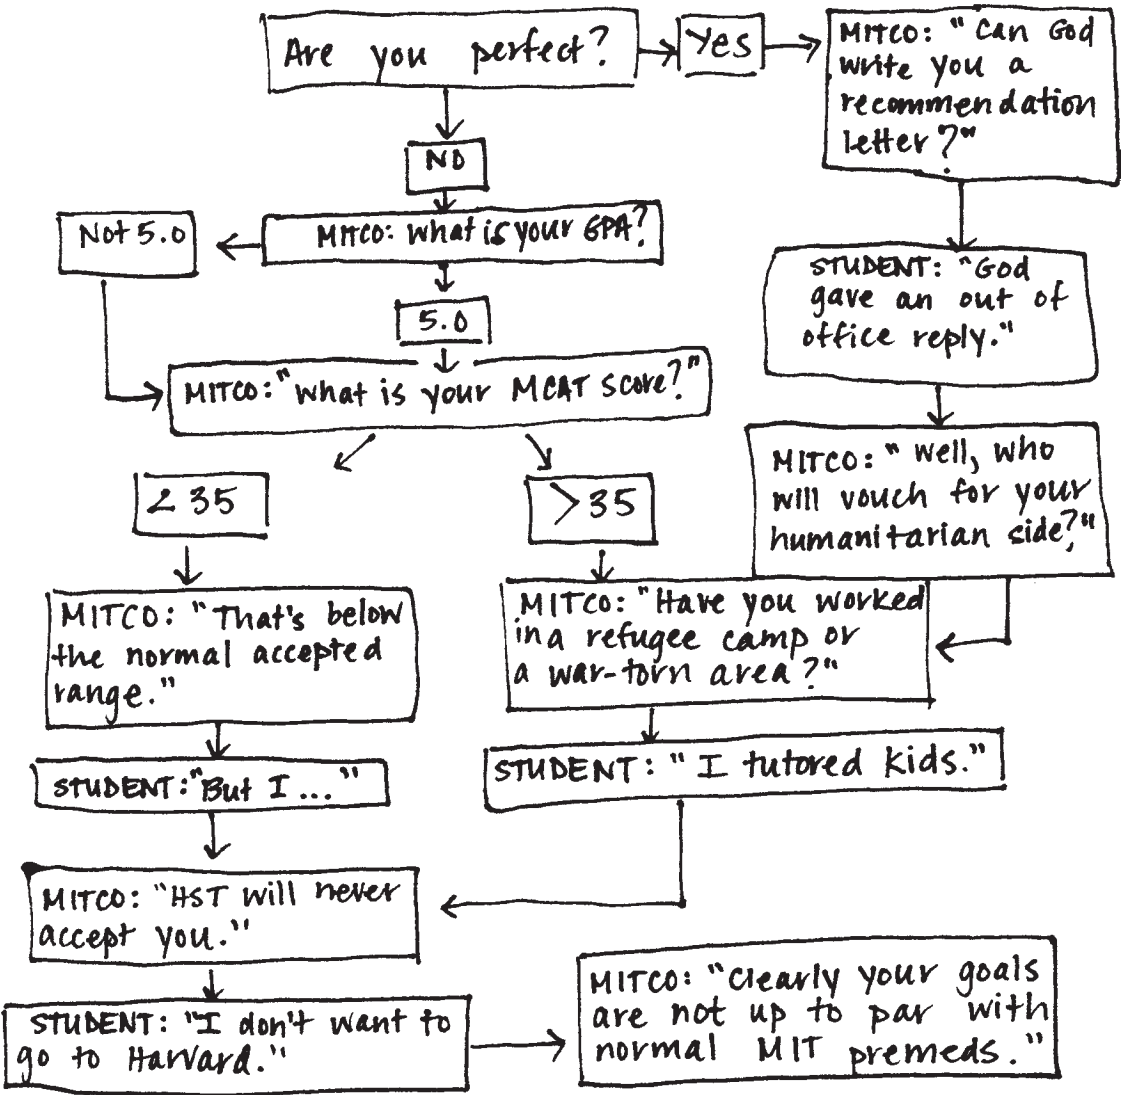 Are you perfect?
Yes
MITCO: "Can God
write you a
recommendation
letter?"
NO
MITCO: What is your GPA?
Not 5.0
5.0
STUDENT: "God
gave an out of
office reply."
MITCO: "What is your MCAT score?"
< 35
> 35
MITCO: "Well, who
will vouch for your
humanitarian side?,"
MITCO: "That's below
the normal accepted
range."
MITCO: "Have you worked
in a refugee camp or
a war-torn area?"
STUDENT: "But I ... "
STUDENT: "I tutored kids."
MITCO: "HST will never
accept you."
STUDENT: "I don't want to
go to Harvard."
MITCO: "Clearly your goals
are not up to par with
normal MIT premeds."